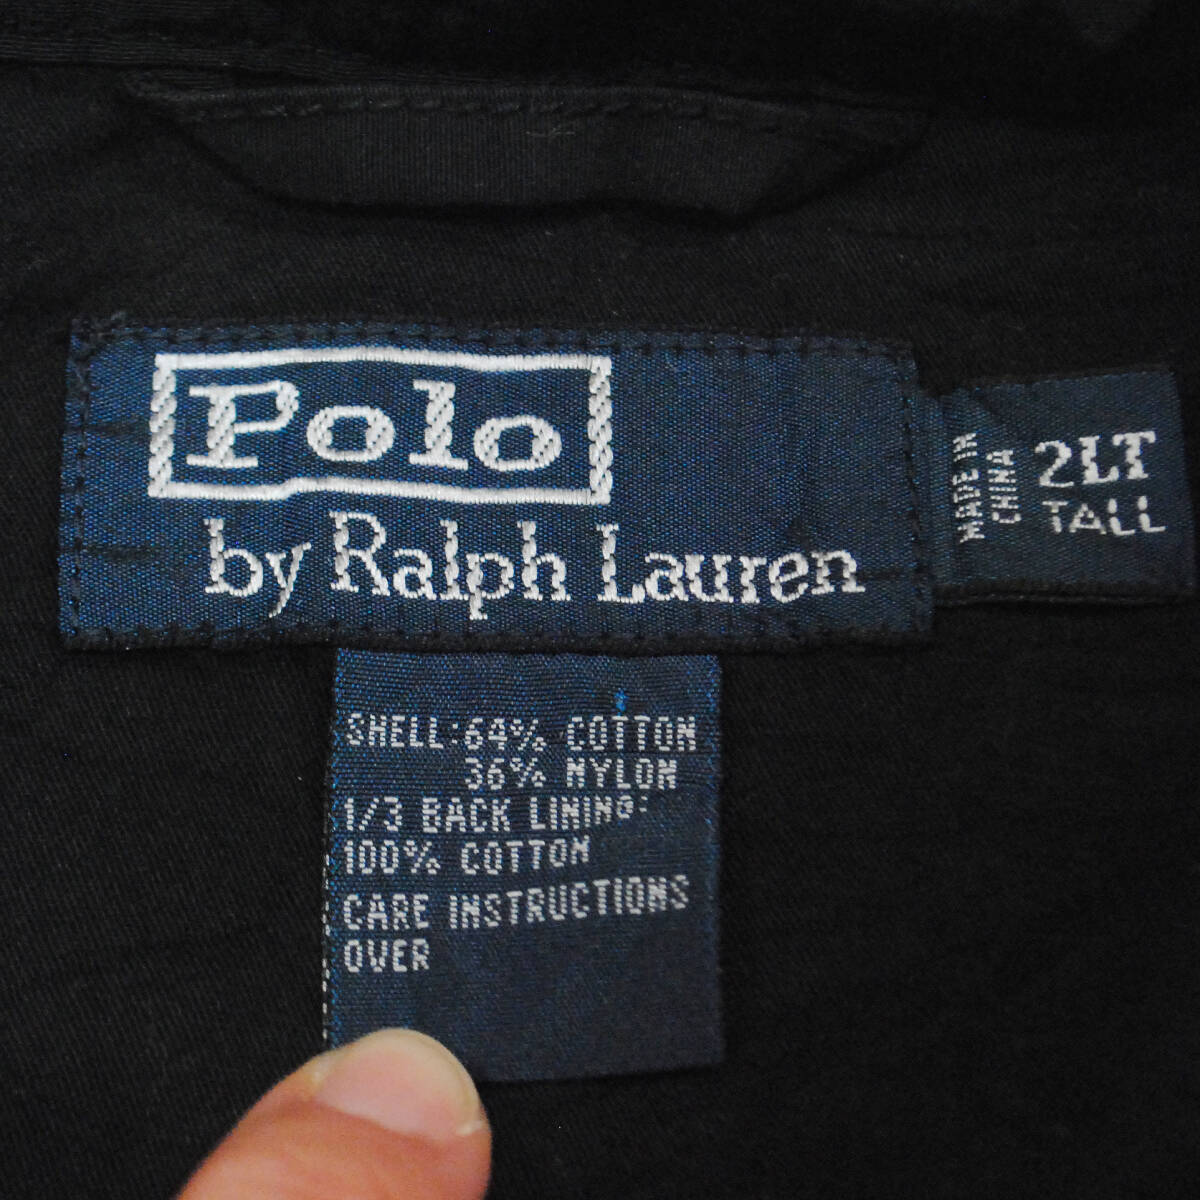 Polo
by Ralph Lauren
MADE IN
CHINA
2LT
TALL
SHELL:64% COTTON
36% NYLON
1/3 BACK LINING:
100% COTTON
CARE INSTRUCTIONS
OVER